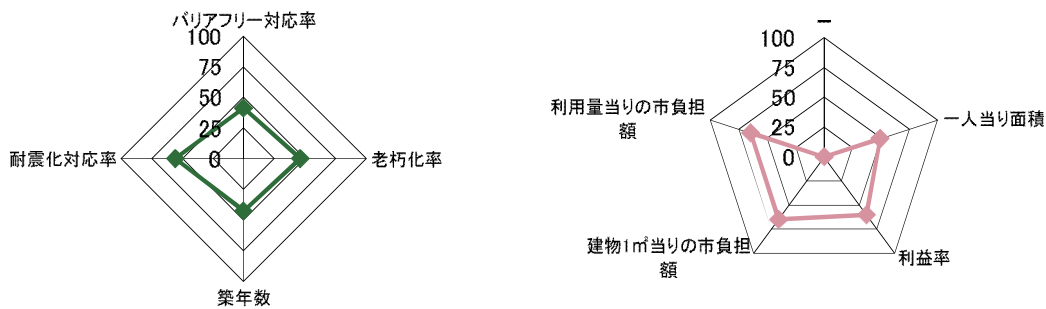 バリアフリー対応率
100
75
50
25
0
耐震化対応率
老朽化率
築年数
－
100
75
50
25
0
利用量当りの市負担
額
一人当り面積
建物1㎡当りの市負担
額
利益率